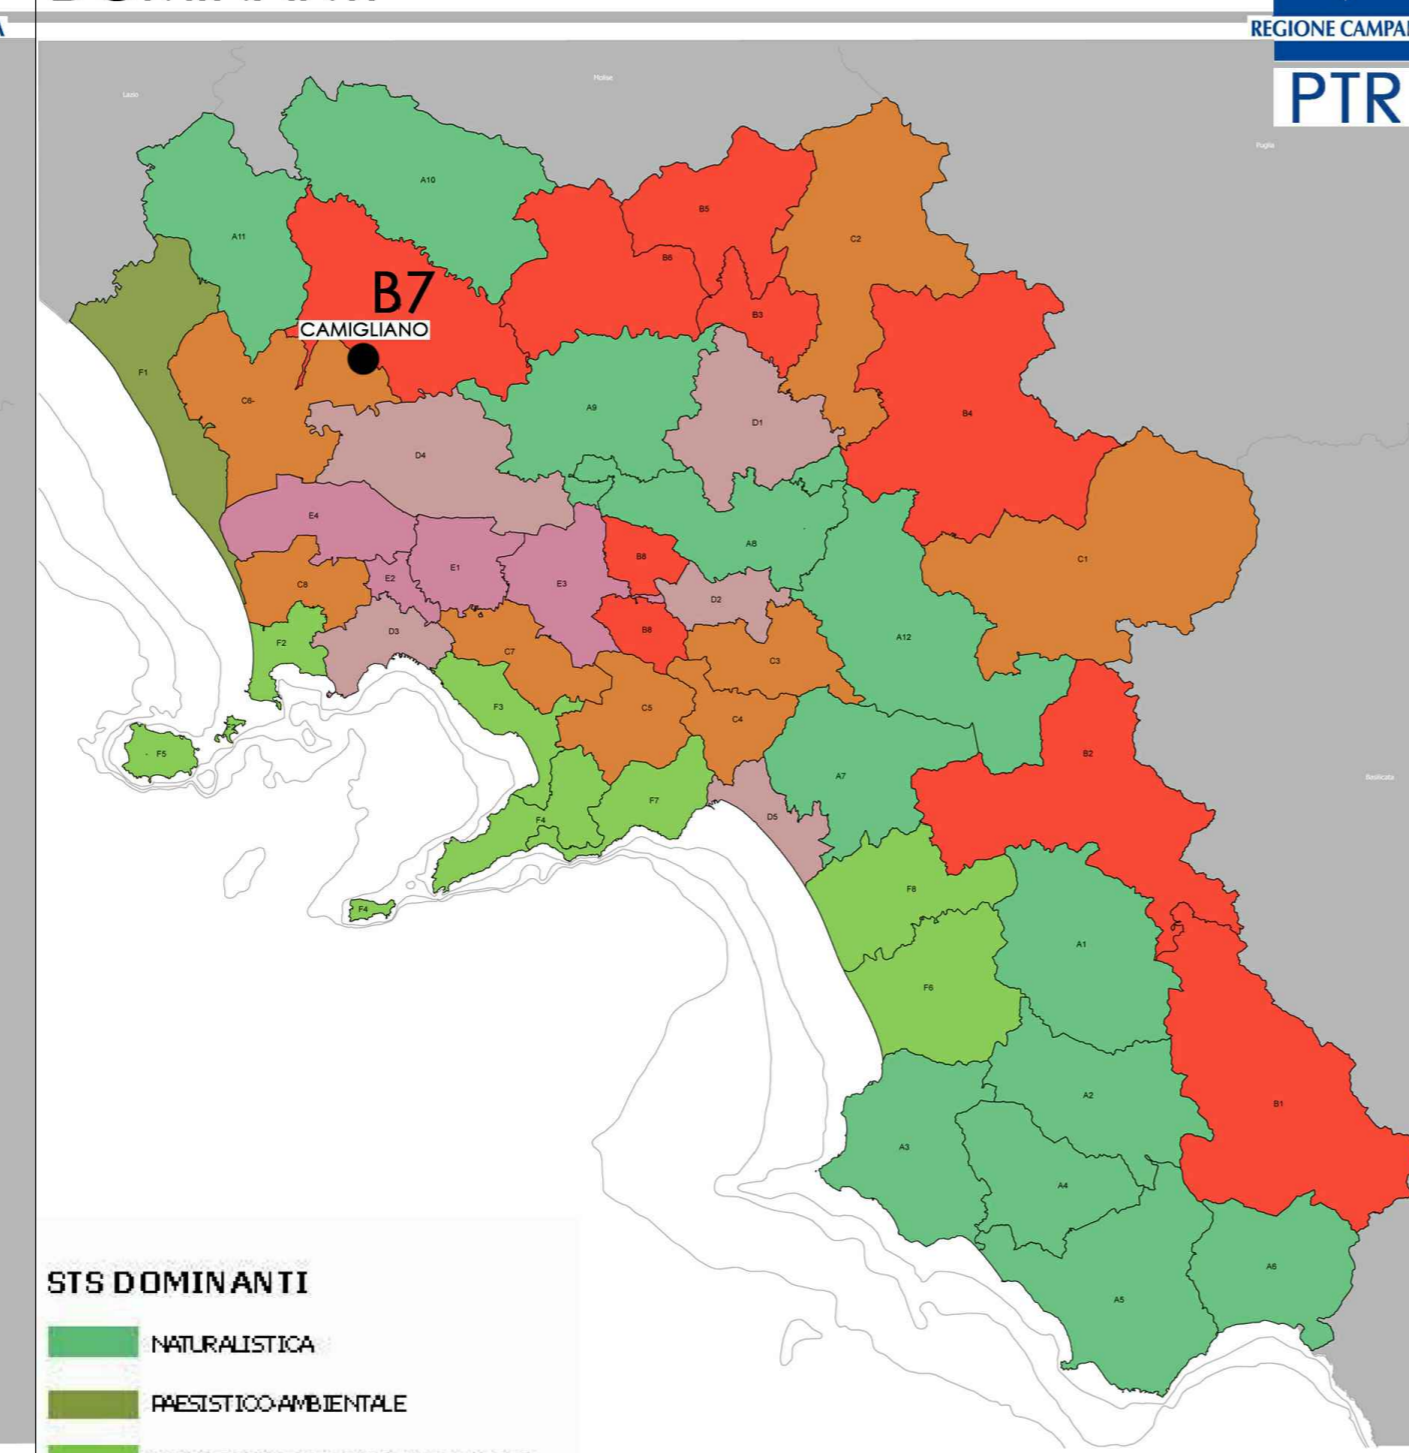 REGIONE CAMPA
PTR
Lazio
Molise
Puglia
A10
B5
A11
C2
B6
B7
B3
CAMIGLIANO
F1
C6-
A9
B4
D1
D4
E4
A8
B8
C1
E1
E2
E3
C8
D2
D3
B8
A12
F2
C7
C3
F3
C5
C4
B2
F5
A7
Basilicata
F7
D5
F4
F8
F4
A1
F6
A2
B1
A3
A4
A6
A5
STS DOMINANTI
NATURALISTICA
PAESISTICO-AMBIENTALE